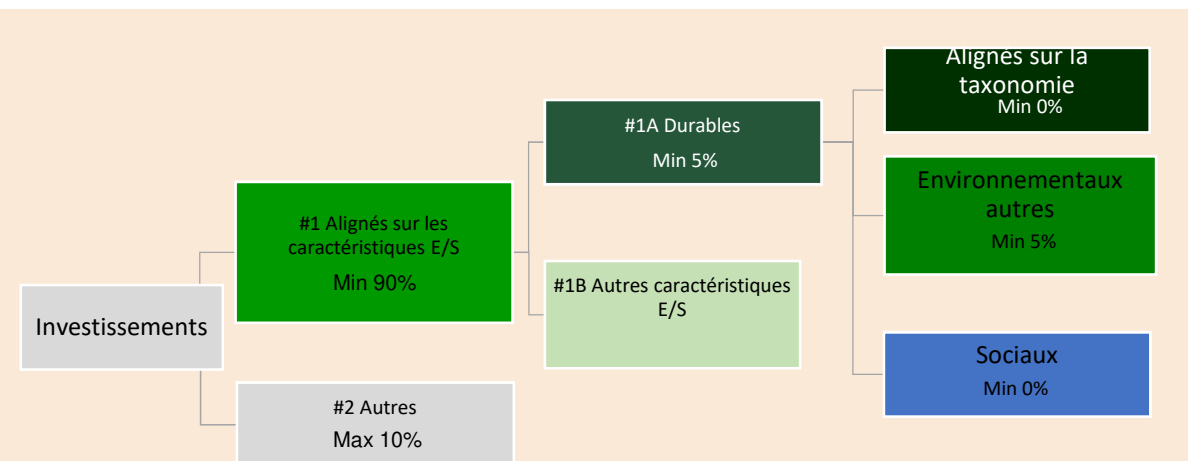 Investissements
#1 Alignés sur les
caractéristiques E/S
Min 90%
#2 Autres
Max 10%
#1A Durables
Min 5%
#1B Autres caractéristiques
E/S
Alignés sur la
taxonomie
Min 0%
Environnementaux
autres
Min 5%
Sociaux
Min 0%